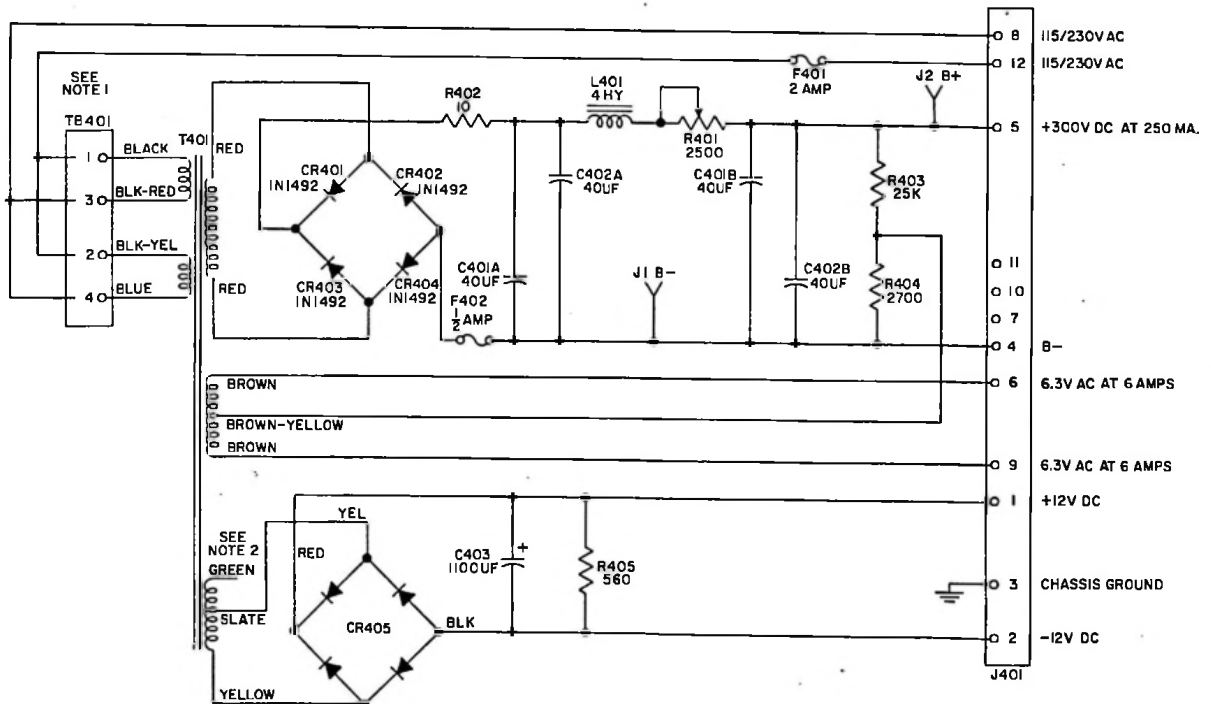 8 115/230V AC
12 115/230V AC
F401
2 AMP
J2 B+
SEE
NOTE 1
TB401
T401
RED
R402
10
L401
4 HY
R401
2500
5 +300V DC AT 250 MA.
1 BLACK
3 BLK-RED
2 BLK-YEL
4 BLUE
CR401
1N1492
CR402
1N1492
C402A
40UF
C401B
40UF
R403
25K
RED
CR403
1N1492
CR404
1N1492
C401A
40UF
F402
1/2
AMP
J1 B-
C402B
40UF
R404
2700
11
10
7
4 B-
BROWN
6 6.3V AC AT 6 AMPS
BROWN-YELLOW
BROWN
9 6.3V AC AT 6 AMPS
1 +12V DC
YEL
SEE
NOTE 2
GREEN
RED
C403
1100UF
+
R405
560
3 CHASSIS GROUND
SLATE
CR405
BLK
2 -12V DC
YELLOW
J401